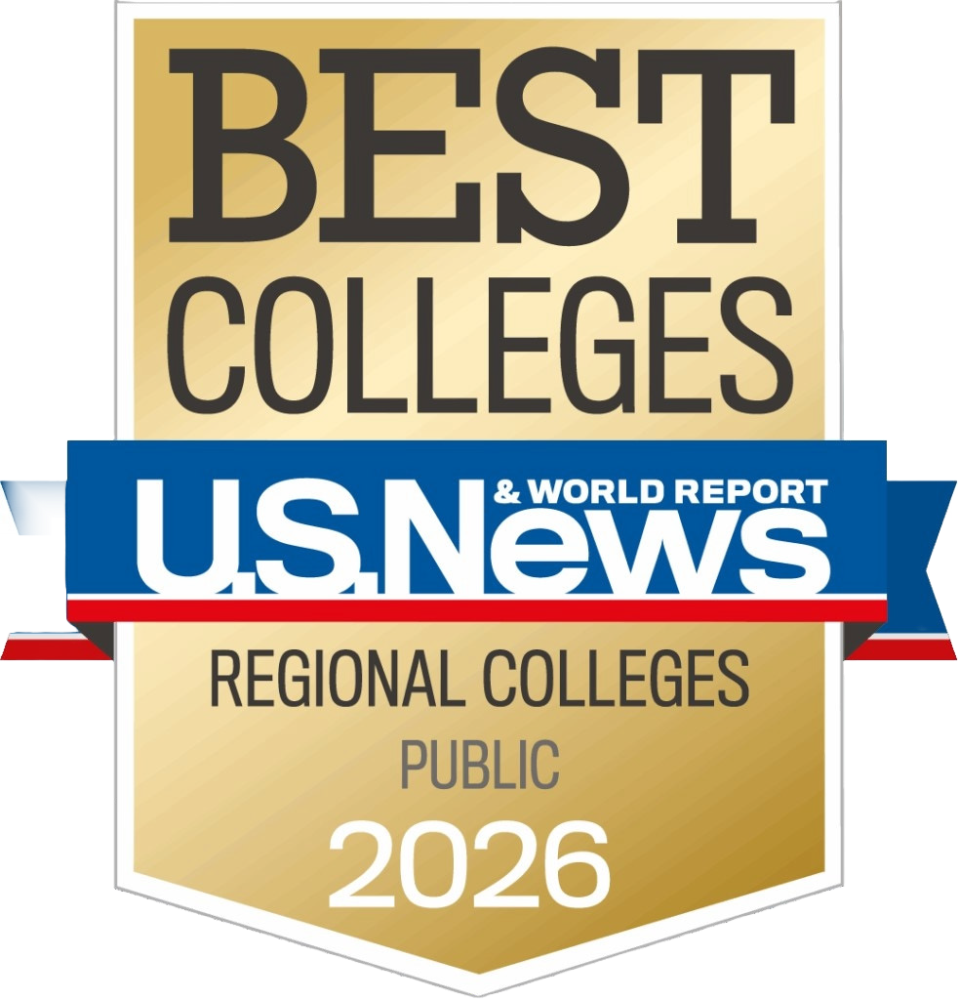 BEST
COLLEGES
U.S.News & WORLD REPORT
REGIONAL COLLEGES
PUBLIC
2026